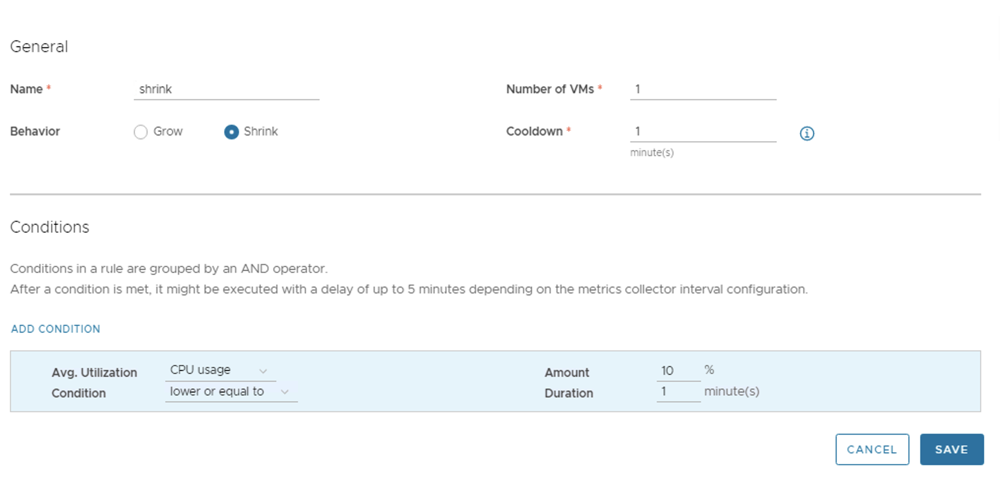 General
Name * shrink Number of VMs * 1
Behavior Grow Shrink Cooldown * 1
minute(s)
Conditions
Conditions in a rule are grouped by an AND operator.
After a condition is met, it might be executed with a delay of up to 5 minutes depending on the metrics collector interval configuration.
ADD CONDITION
Avg. Utilization CPU usage Amount 10 %
Condition lower or equal to Duration 1 minute(s)
CANCEL SAVE